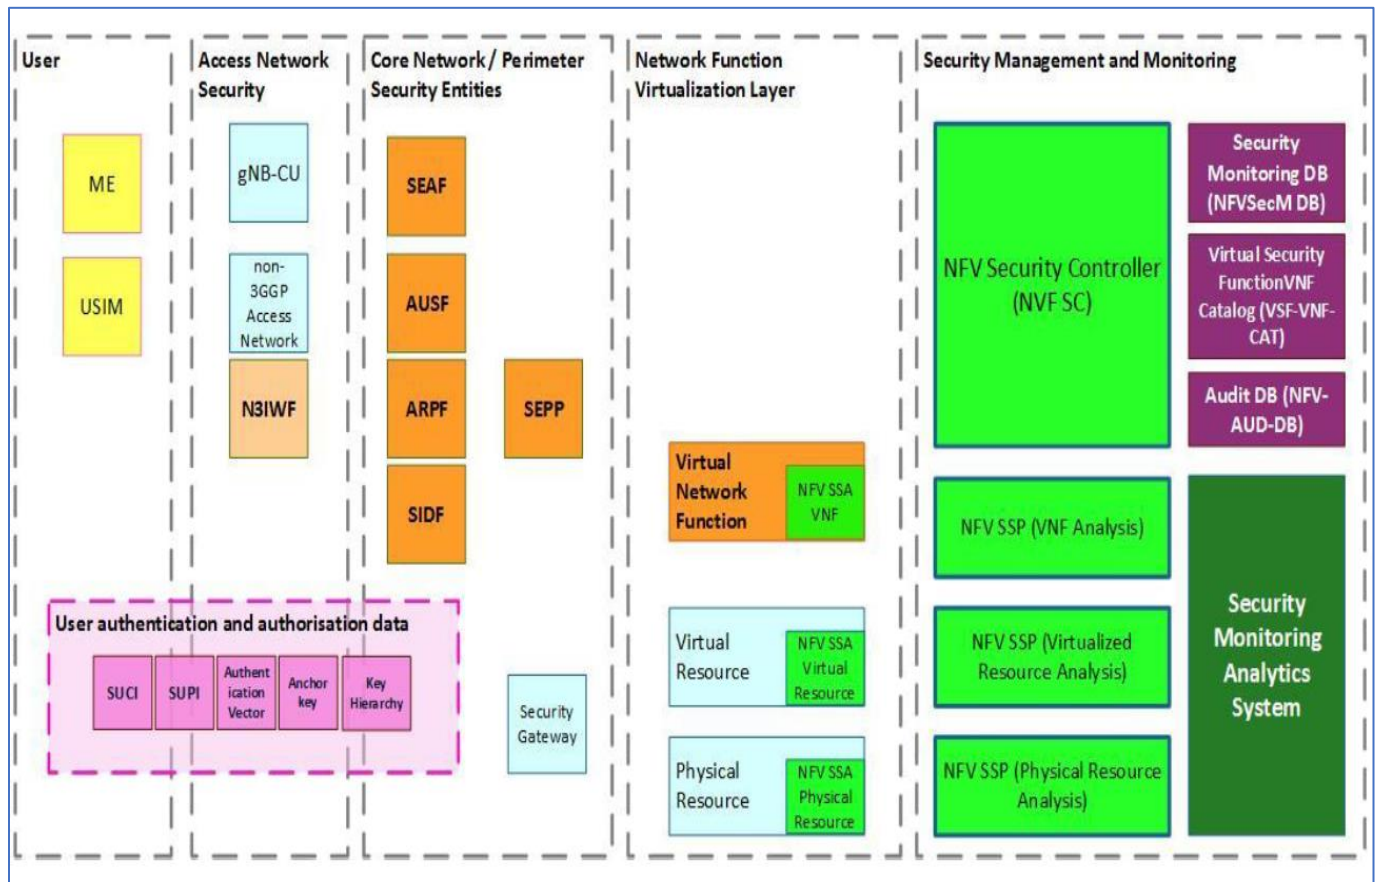 User
Access Network
Security
Core Network / Perimeter
Security Entities
Network Function
Virtualization Layer
Security Management and Monitoring
ME
USIM
gNB-CU
non-
3GGP
Access
Network
N3IWF
SEAF
AUSF
ARPF
SEPP
SIDF
User authentication and authorisation data
SUCI
SUPI
Authent
ication
Vector
Anchor
key
Key
Hierarchy
Security
Gateway
Virtual
Network
Function
NFV SSA
VNF
Virtual
Resource
NFV SSA
Virtual
Resource
Physical
Resource
NFV SSA
Physical
Resource
NFV Security Controller
(NVF SC)
NFV SSP (VNF Analysis)
NFV SSP (Virtualized
Resource Analysis)
NFV SSP (Physical Resource
Analysis)
Security
Monitoring DB
(NFVSecM DB)
Virtual Security
FunctionVNF
Catalog (VSF-VNF-
CAT)
Audit DB (NFV-
AUD-DB)
Security
Monitoring
Analytics
System